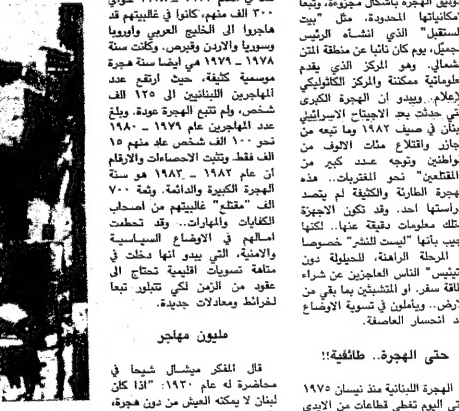 توثيق الهجرة بأشكال مجزوءة، وتبعا
لامكانياتها المحدودة. مثل "بيت
المستقبل" الذي انشأه الرئيس
الجميل، يوم كان نائبا عن منطقة المتن
الشمالي. وهو المركز الذي يقدم
معلوماتية ممكننة والمركز الكاثوليكي
للاعلام. ويبدو ان الهجرة الكبرى
التي حدثت بعد الاجتياح الاسرائيلي
للبنان في صيف ١٩٨٢ وما تبعه من
مجازر واقتلاع مئات الالوف من
المواطنين وتوجه عدد كبير من
"المقتلعين" نحو المغتربات.. هذه
الهجرة الطارئة والكثيفة لم يتصد
لدراستها احد. وقد تكون الاجهزة
تمتلك معلومات دقيقة عنها.. لكنها
تجيب بانها "ليست للنشر" خصوصا
في المرحلة الراهنة، للحيلولة دون
"تيئيس" الناس العاجزين عن شراء
بطاقة سفر. او المتشبثين بما بقي من
الارض.. ويأملون في تسوية الاوضاع
بعد انحسار العاصفة.
حتى الهجرة.. طائفية!!
الهجرة اللبنانية منذ نيسان ١٩٧٥
حتى اليوم تغطي قطاعات من الايدي
٣٠٠ الف منهم، كانوا في غالبيتهم قد
هاجروا الى الخليج العربي واوروبا
وسوريا والاردن وقبرص. وكانت سنة
١٩٧٨ - ١٩٧٩ هي ايضا سنة هجرة
موسمية كثيفة، حيث ارتفع عدد
المهاجرين اللبنانيين الى ١٢٥ الف
شخص، ولم تتبع الهجرة عودة. وبلغ
عدد المهاجرين عام ١٩٧٩ - ١٩٨٠
نحو ١٠٠ الف شخص عاد منهم ١٥
الف فقط. وتثبت الاحصاءات والارقام
ان عام ١٩٨٢ - ١٩٨٣ هو سنة
الهجرة الكبيرة والدائمة. وثمة ٧٠٠
الف "مقتلع" غالبيتهم من اصحاب
الكفايات والمهارات.. وقد تحطمت
امالهم في الاوضاع السياسية
والامنية، التي يبدو انها دخلت في
متاهة تسويات اقليمية تحتاج الى
عقود من الزمن لكي تتبلور تبعا
لخرائط ومعادلات جديدة.
مليون مهاجر
قال المفكر ميشال شيحا في
محاضرة له عام ١٩٣٠: "اذا كان
لبنان لا يمكنه العيش من دون هجرة،